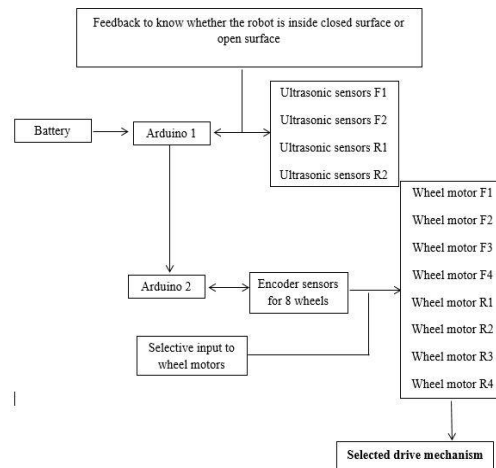 Feedback to know whether the robot is inside closed surface or
open surface
Ultrasonic sensors F1
Ultrasonic sensors F2
Ultrasonic sensors R1
Ultrasonic sensors R2
Battery
Arduino 1
Wheel motor F1
Wheel motor F2
Wheel motor F3
Wheel motor F4
Wheel motor R1
Wheel motor R2
Wheel motor R3
Wheel motor R4
Arduino 2
Encoder sensors
for 8 wheels
Selective input to
wheel motors
Selected drive mechanism